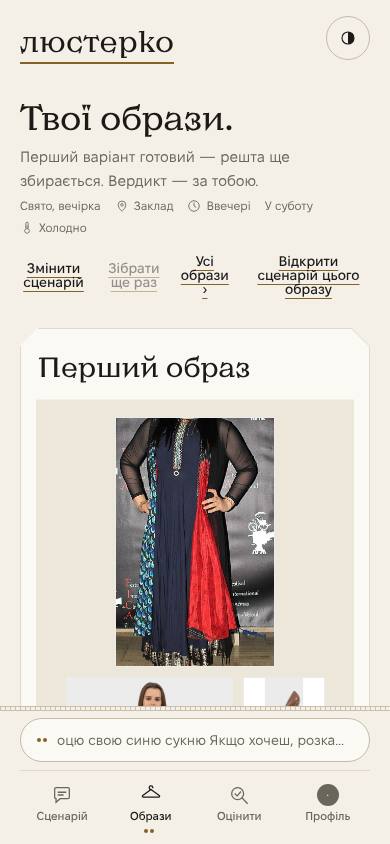 люстерко
Твої образи.
Перший варіант готовий — решта ще
збирається. Вердикт — за тобою.
Свято, вечірка Заклад Ввечері У суботу
Холодно
Змінити
сценарій
Зібрати
ще раз
Усі
образи
›
Відкрити
сценарій цього
образу
Перший образ
оцю свою синю сукню Якщо хочеш, розка...
Сценарій Образи Оцінити Профіль